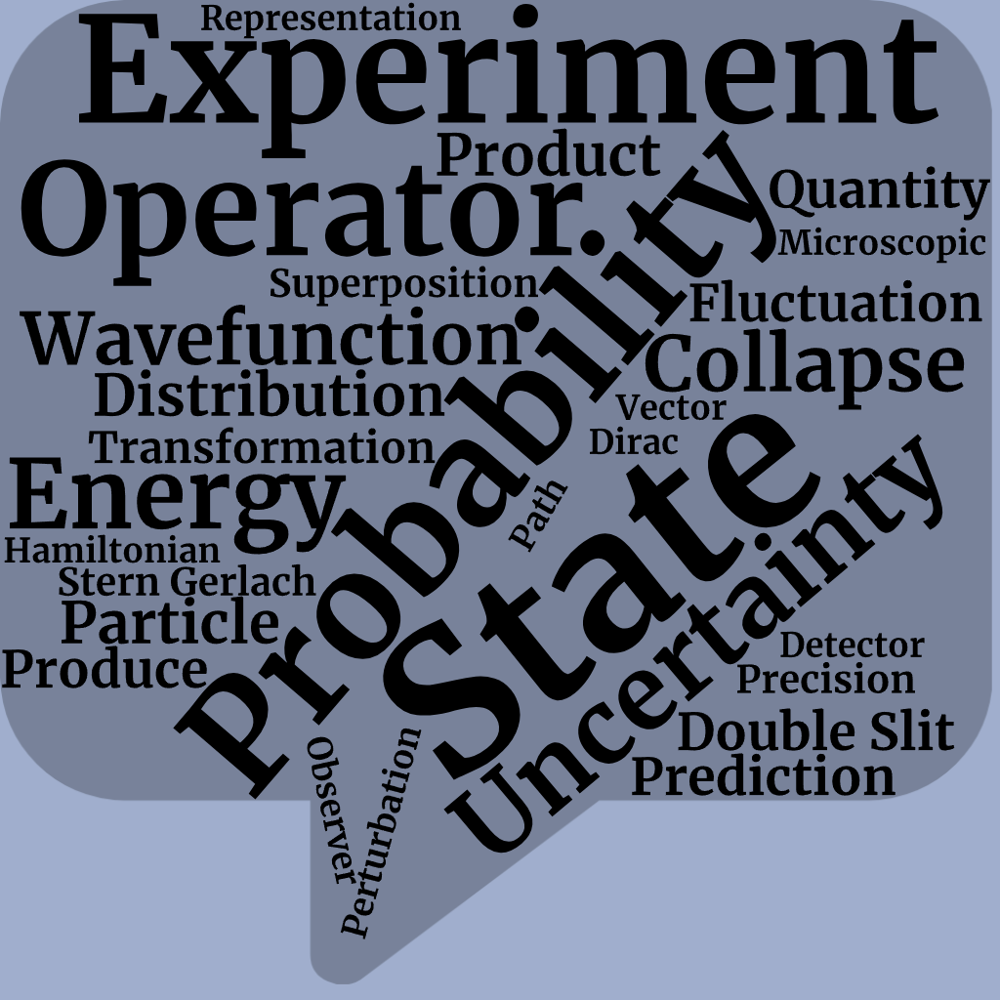 Representation
Experiment
Product
Operator.
Probability
Quantity
Microscopic
Superposition
Fluctuation
Wavefunction
Collapse
Distribution
Vector
Transformation
Dirac
State
Energy
Path
Uncertainty
Hamiltonian
Stern Gerlach
Particle
Produce
Detector
Precision
Double Slit
Prediction
Observer
Perturbation